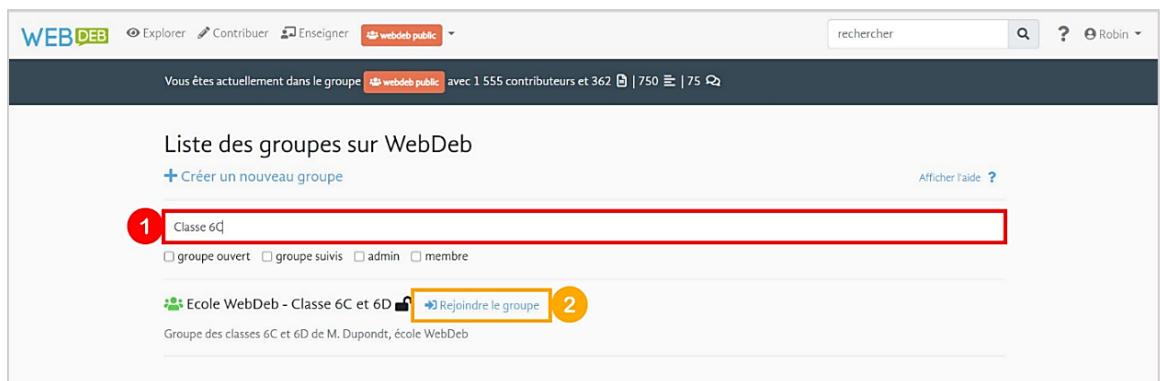 WEBDEB Explorer Contribuer Enseigner webdeb public rechercher ? Robin
Vous êtes actuellement dans le groupe webdeb public avec 1 555 contributeurs et 362 | 750 | 75
Liste des groupes sur WebDeb
Créer un nouveau groupe Afficher l'aide ?
1 Classe 6C
groupe ouvert groupe suivis admin membre
Ecole WebDeb - Classe 6C et 6D Rejoindre le groupe 2
Groupe des classes 6C et 6D de M. Dupondt, école WebDeb